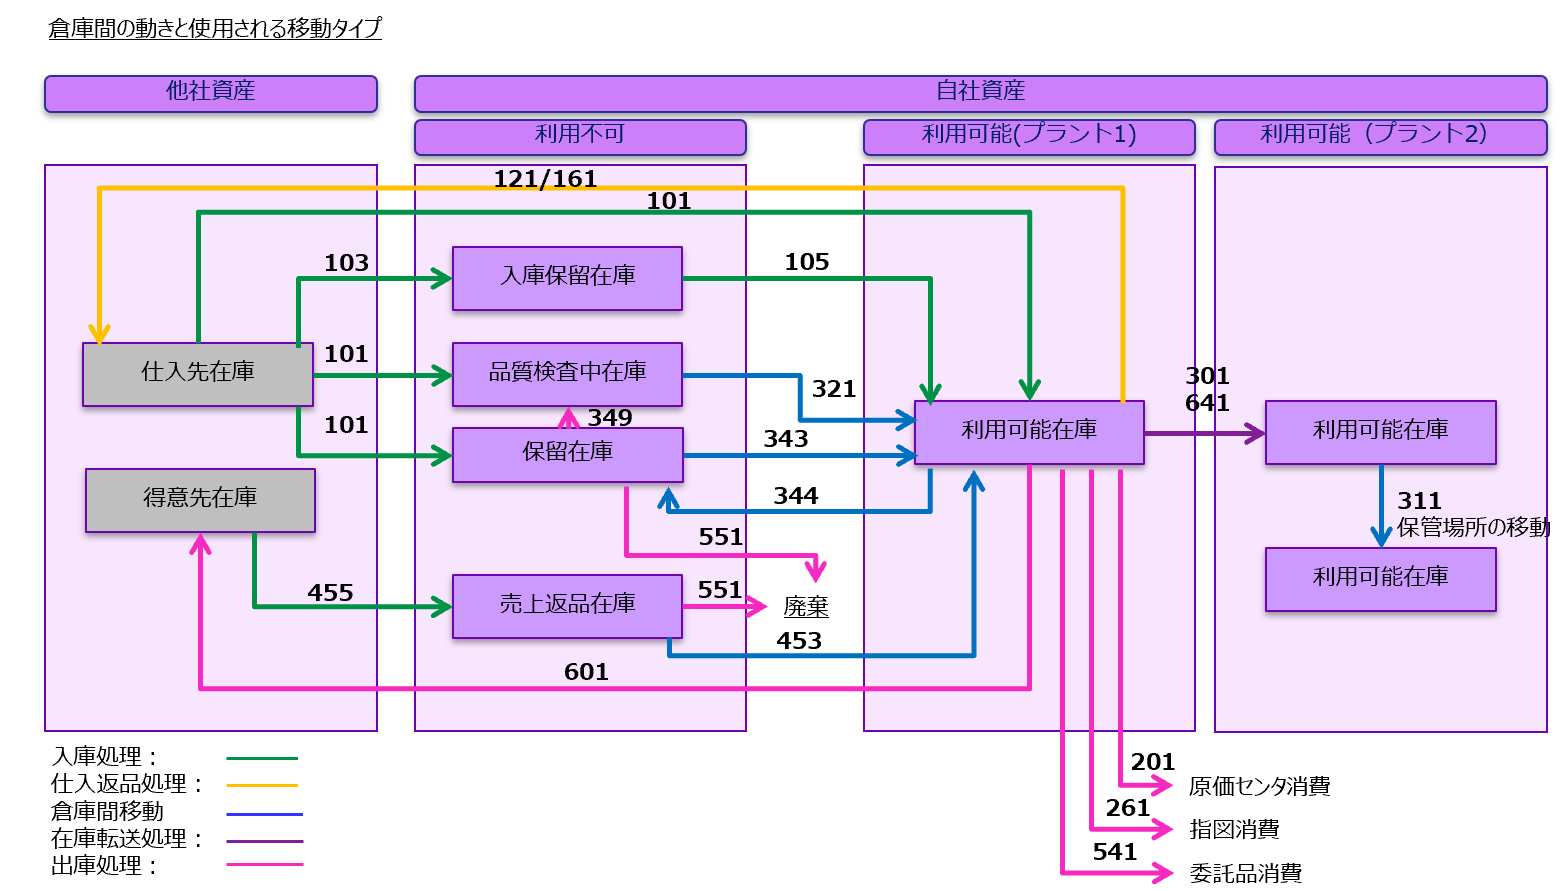 倉庫間の動きと使用される移動タイプ
他社資産
自社資産
利用不可
利用可能(プラント1)
利用可能（プラント2）
121/161
101
103
入庫保留在庫
105
仕入先在庫
101
品質検査中在庫
321
349
101
保留在庫
343
利用可能在庫
301
641
利用可能在庫
得意先在庫
344
311
保管場所の移動
551
利用可能在庫
455
売上返品在庫
551
廃棄
453
601
入庫処理：
仕入返品処理：
倉庫間移動
在庫転送処理：
出庫処理：
201
原価センタ消費
261
指図消費
541
委託品消費